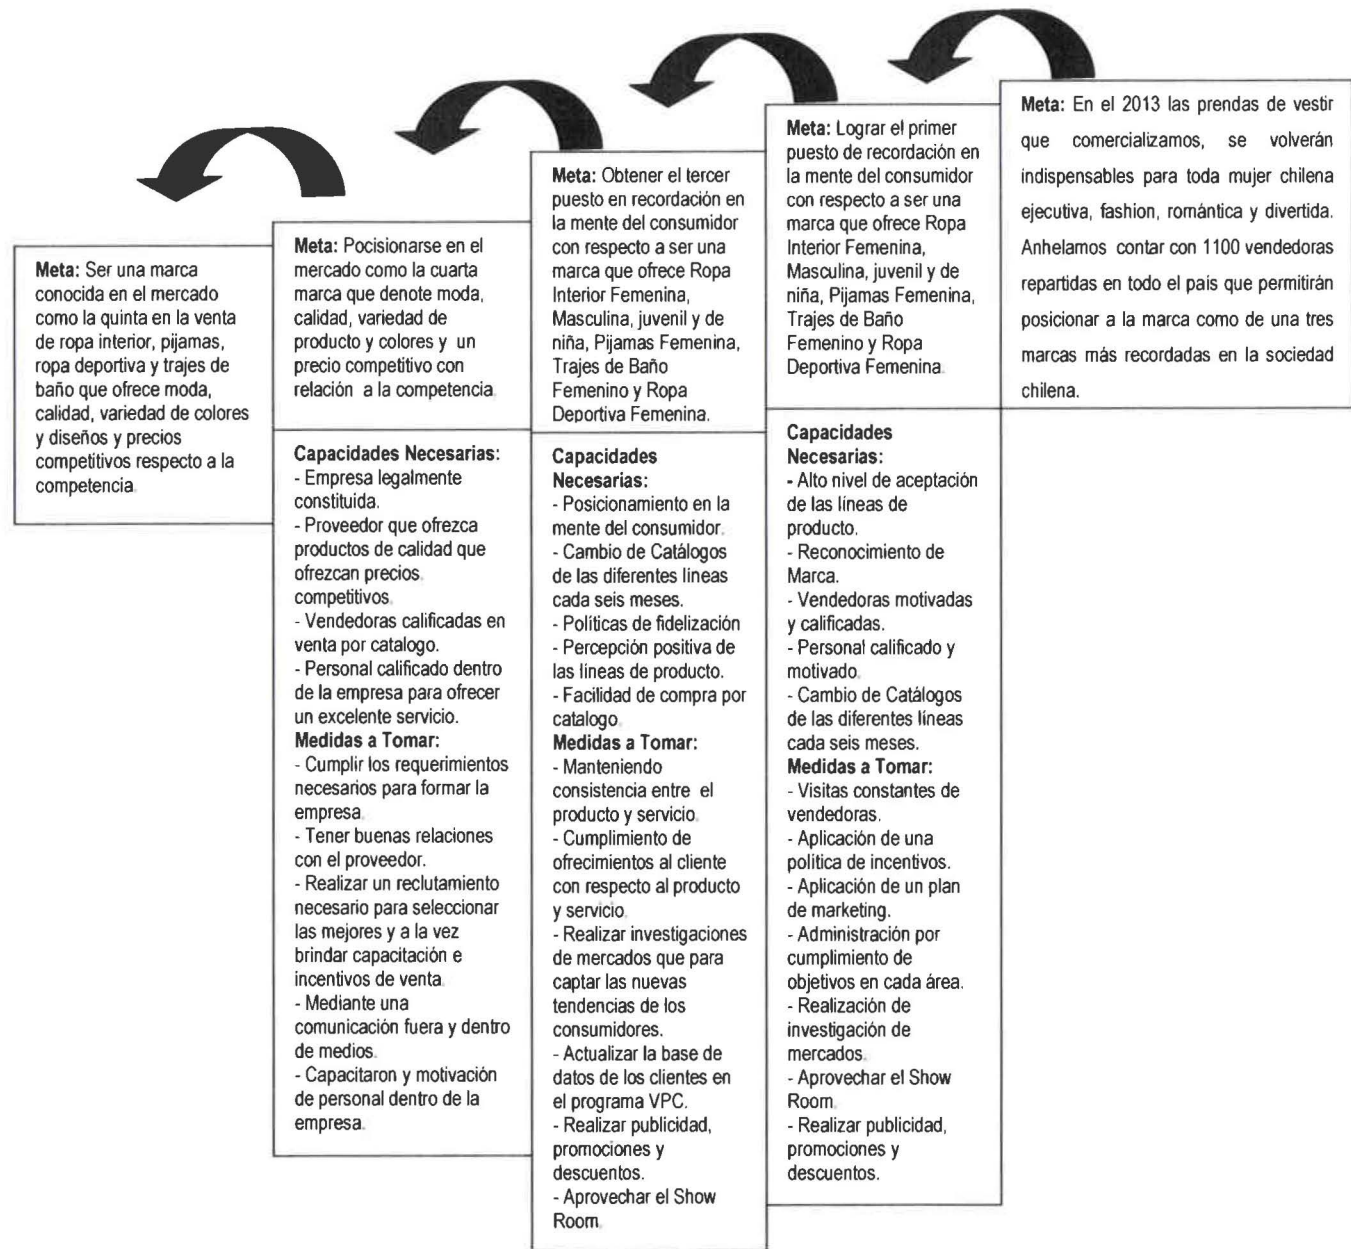 Meta: Ser una marca
conocida en el mercado
como la quinta en la venta
de ropa interior, pijamas,
ropa deportiva y trajes de
baño que ofrece moda,
calidad, variedad de colores
y diseños y precios
competitivos respecto a la
competencia.
Meta: Pocisionarse en el
mercado como la cuarta
marca que denote moda,
calidad, variedad de
producto y colores y un
precio competitivo con
relación a la competencia.
Capacidades Necesarias:
- Empresa legalmente
constituida.
- Proveedor que ofrezca
productos de calidad que
ofrezcan precios
competitivos.
- Vendedoras calificadas en
venta por catalogo.
- Personal calificado dentro
de la empresa para ofrecer
un excelente servicio.
Medidas a Tomar:
- Cumplir los requerimientos
necesarios para formar la
empresa.
- Tener buenas relaciones
con el proveedor.
- Realizar un reclutamiento
necesario para seleccionar
las mejores y a la vez
brindar capacitación e
incentivos de venta.
- Mediante una
comunicación fuera y dentro
de medios.
- Capacitaron y motivación
de personal dentro de la
empresa.
Meta: Obtener el tercer
puesto en recordación en
la mente del consumidor
con respecto a ser una
marca que ofrece Ropa
Interior Femenina,
Masculina, juvenil y de
niña, Pijamas Femenina,
Trajes de Baño
Femenino y Ropa
Deportiva Femenina.
Capacidades
Necesarias:
- Posicionamiento en la
mente del consumidor.
- Cambio de Catálogos
de las diferentes líneas
cada seis meses.
- Políticas de fidelización
- Percepción positiva de
las líneas de producto.
- Facilidad de compra por
catalogo.
Medidas a Tomar:
- Manteniendo
consistencia entre el
producto y servicio.
- Cumplimiento de
ofrecimientos al cliente
con respecto al producto
y servicio.
- Realizar investigaciones
de mercados que para
captar las nuevas
tendencias de los
consumidores.
- Actualizar la base de
datos de los clientes en
el programa VPC.
- Realizar publicidad,
promociones y
descuentos.
- Aprovechar el Show
Room.
Meta: Lograr el primer
puesto de recordación en
la mente del consumidor
con respecto a ser una
marca que ofrece Ropa
Interior Femenina,
Masculina, juvenil y de
niña, Pijamas Femenina,
Trajes de Baño
Femenino y Ropa
Deportiva Femenina.
Capacidades
Necesarias:
- Alto nivel de aceptación
de las líneas de
producto.
- Reconocimiento de
Marca.
- Vendedoras motivadas
y calificadas.
- Personal calificado y
motivado.
- Cambio de Catálogos
de las diferentes líneas
cada seis meses.
Medidas a Tomar:
- Visitas constantes de
vendedoras.
- Aplicación de una
política de incentivos.
- Aplicación de un plan
de marketing.
- Administración por
cumplimiento de
objetivos en cada área.
- Realización de
investigación de
mercados.
- Aprovechar el Show
Room.
- Realizar publicidad,
promociones y
descuentos.
Meta: En el 2013 las prendas de vestir
que comercializamos, se volverán
indispensables para toda mujer chilena
ejecutiva, fashion, romántica y divertida.
Anhelamos contar con 1100 vendedoras
repartidas en todo el país que permitirán
posicionar a la marca como de una tres
marcas más recordadas en la sociedad
chilena.